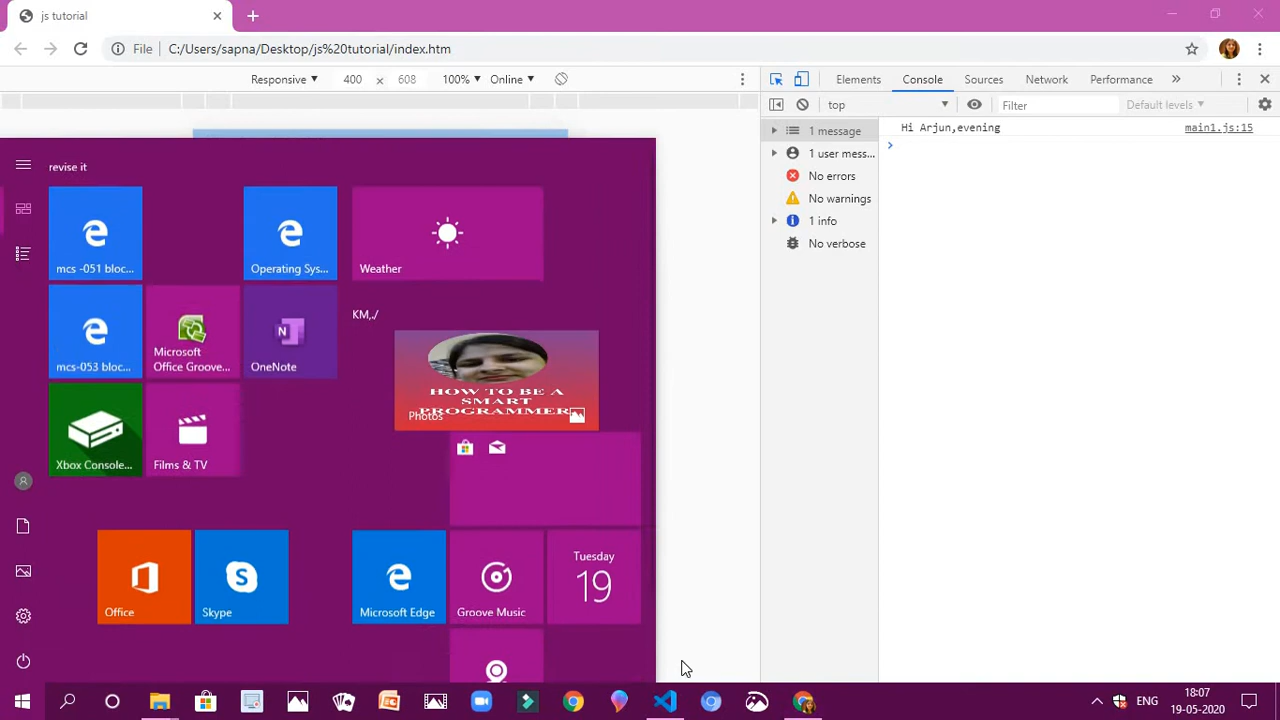 js tutorial
File C:/Users/sapna/Desktop/js%20tutorial/index.htm
Responsive 400 × 608 100% Online
Elements Console Sources Network Performance
top Filter Default levels
1 message
1 user mess...
No errors
No warnings
1 info
No verbose
Hi Arjun,evening main1.js:15
revise it
mcs -051 bloc...
Operating Sys...
Weather
mcs-053 bloc...
Microsoft
Office Groove...
OneNote
KM,./
HOW TO BE A
SMART
PROGRAMMER
Photos
Xbox Console...
Films & TV
Office
Skype
Microsoft Edge
Groove Music
Tuesday
19
ENG
18:07
19-05-2020